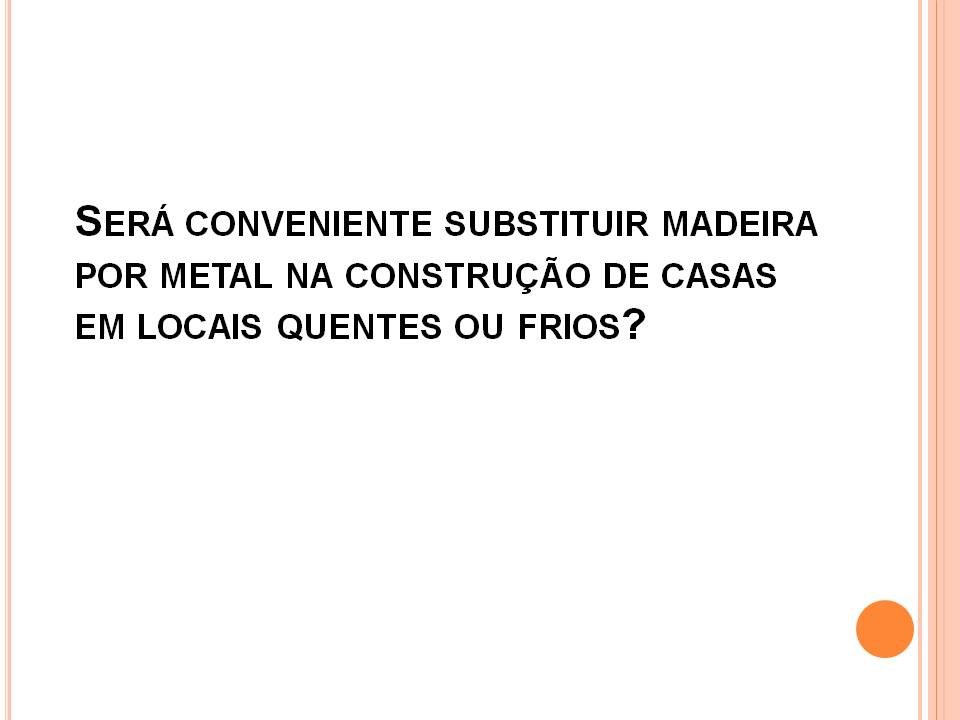 Será conveniente substituir madeira
por metal na construção de casas
em locais quentes ou frios?